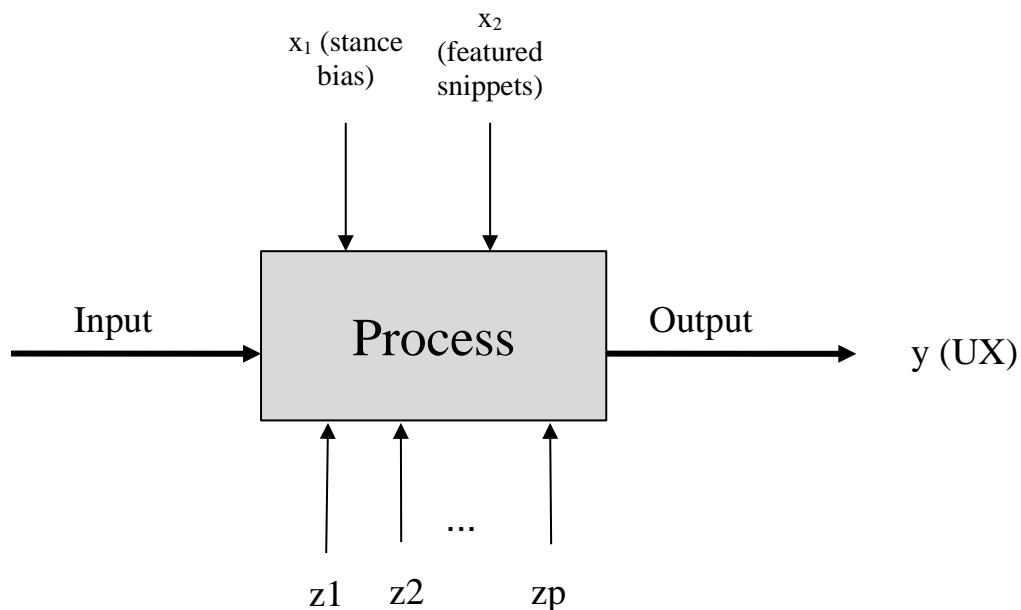 x₁ (stance
bias)
x₂
(featured
snippets)
Input
Process
Output
y (UX)
...
z1
z2
zp